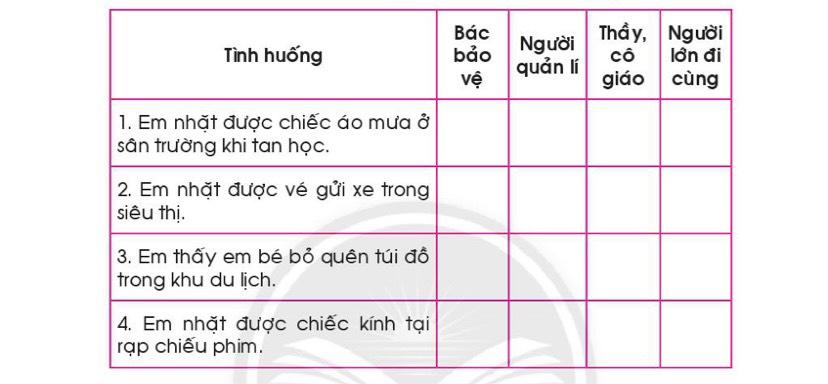 Tình huống
Bác
bảo
vệ
Người
quản lí
Thầy,
cô
giáo
Người
lớn đi
cùng
1. Em nhặt được chiếc áo mưa ở
sân trường khi tan học.
2. Em nhặt được vé gửi xe trong
siêu thị.
3. Em thấy em bé bỏ quên túi đồ
trong khu du lịch.
4. Em nhặt được chiếc kính tại
rạp chiếu phim.